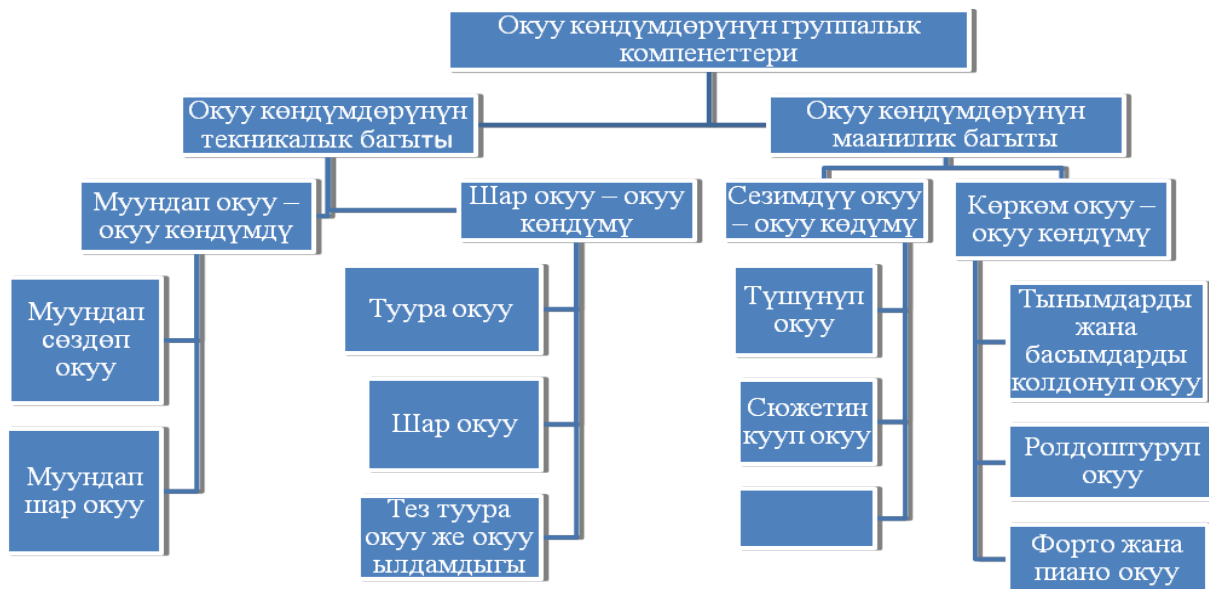 Окуу көндүмдөрүнүн группалык
компенеттери
Окуу көндүмдөрүнүн
текникалык багыты
Окуу көндүмдөрүнүн
маанилик багыты
Муундап окуу –
окуу көндүмдү
Шар окуу – окуу
көндүмү
Сезимдүү окуу
– окуу көдүмү
Көркөм окуу –
окуу көндүмү
Муундап
сөздөп
окуу
Муундап
шар окуу
Туура окуу
Шар окуу
Тез туура
окуу же окуу
ылдамдыгы
Түшүнүп
окуу
Сюжетин
кууп окуу
Тынымдарды
жана
басымдарды
колдонуп окуу
Ролдоштуруп
окуу
Форто жана
пиано окуу